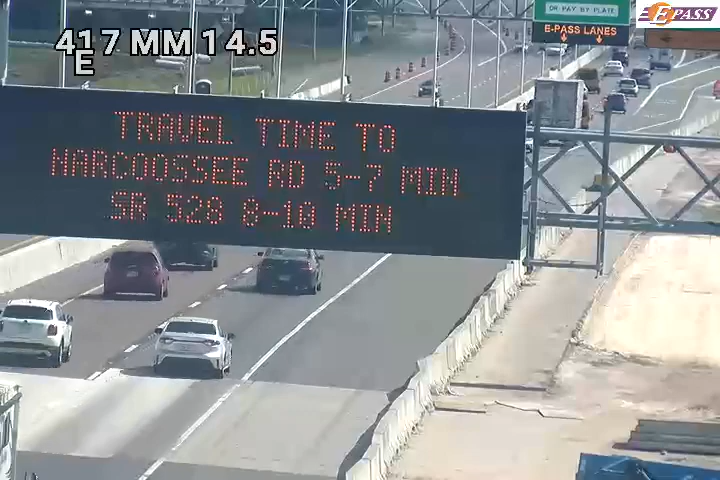 417 MM 14.5
E
OR PAY BY PLATE
E-PASS LANES
E-PASS
TRAVEL TIME TO
NARCOOSSEE RD 5-7 MIN
SR 528 8-10 MIN